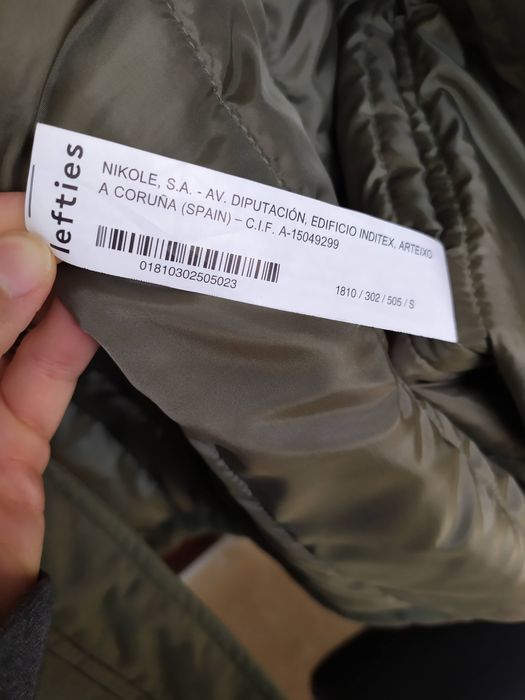 lefties
NIKOLE, S.A. - AV. DIPUTACIÓN, EDIFICIO INDITEX, ARTEIXO
A CORUÑA (SPAIN) – C.I.F. A-15049299
01810302505023
1810 / 302 / 505 / S